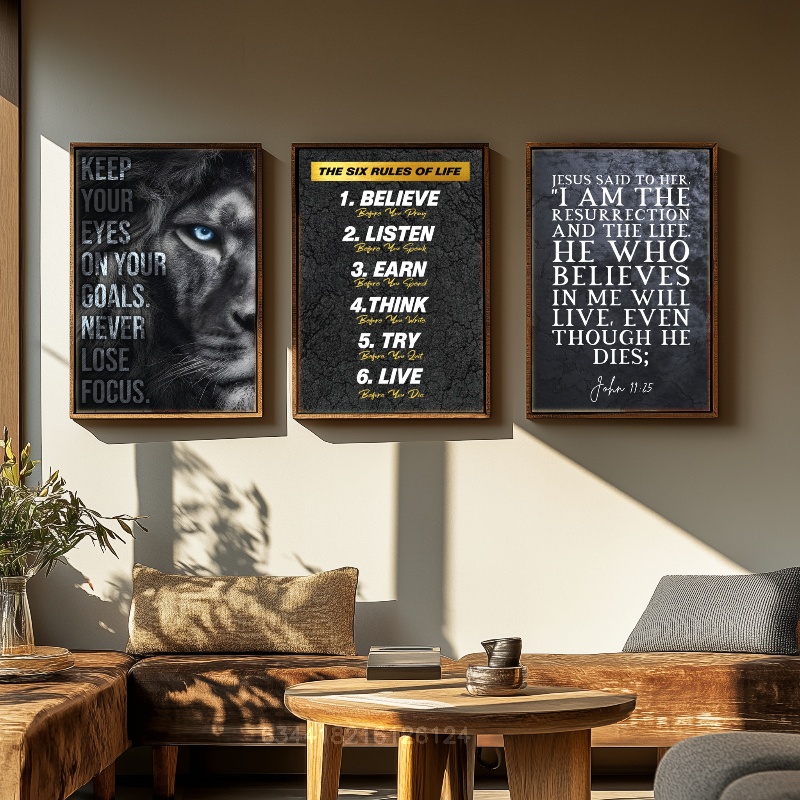 KEEP
YOUR
EYES
ON YOUR
GOALS.
NEVER
LOSE
FOCUS.
THE SIX RULES OF LIFE
1. BELIEVE
Before You Pray
2. LISTEN
Before You Speak
3. EARN
Before You Spend
4.THINK
Before You Write
5. TRY
Before You Quit
6. LIVE
Before You Die
JESUS SAID TO HER,
"I AM THE
RESURRECTION
AND THE LIFE.
HE WHO
BELIEVES
IN ME WILL
LIVE, EVEN
THOUGH HE
DIES;
John 11:25